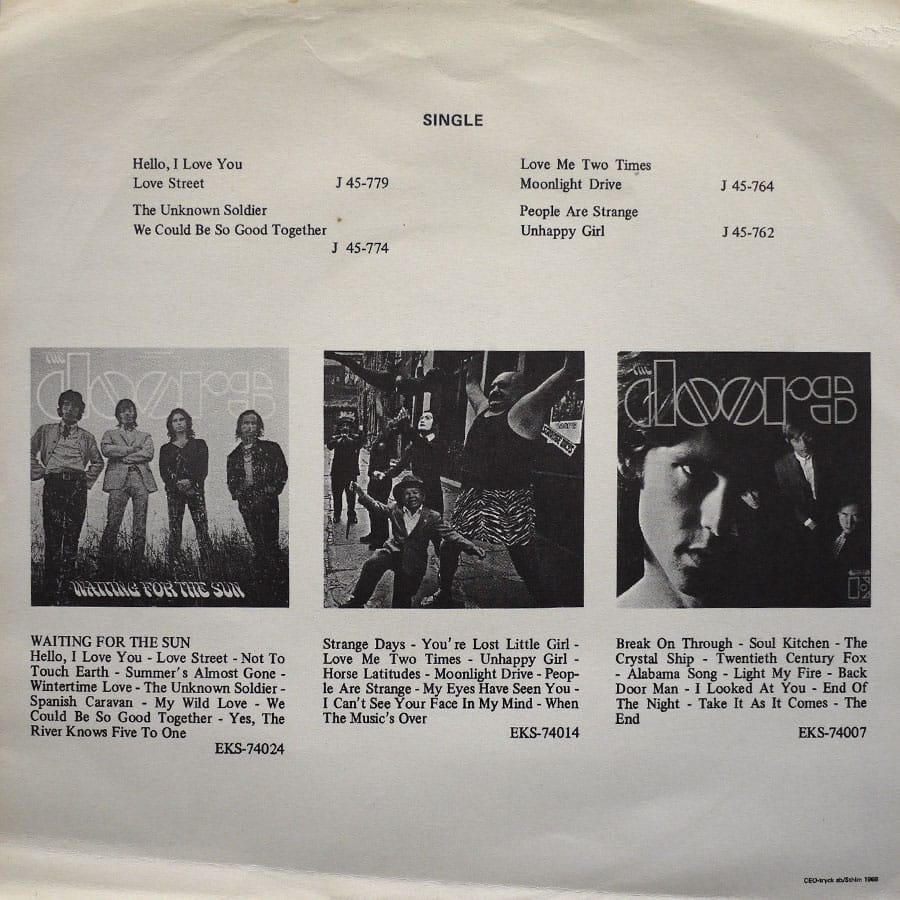 SINGLE
Hello, I Love You
Love Street J 45-779
The Unknown Soldier
We Could Be So Good Together
J 45-774
Love Me Two Times
Moonlight Drive J 45-764
People Are Strange
Unhappy Girl J 45-762
THE
doors
WAITING FOR THE SUN
THE
doors
WAITING FOR THE SUN
Hello, I Love You - Love Street - Not To
Touch Earth - Summer's Almost Gone -
Wintertime Love - The Unknown Soldier -
Spanish Caravan - My Wild Love - We
Could Be So Good Together - Yes, The
River Knows Five To One
EKS-74024
Strange Days - You're Lost Little Girl -
Love Me Two Times - Unhappy Girl -
Horse Latitudes - Moonlight Drive - Peop-
le Are Strange - My Eyes Have Seen You -
I Can't See Your Face In My Mind - When
The Music's Over
EKS-74014
Break On Through - Soul Kitchen - The
Crystal Ship - Twentieth Century Fox
- Alabama Song - Light My Fire - Back
Door Man - I Looked At You - End Of
The Night - Take It As It Comes - The
End
EKS-74007
CEO-tryck ab/Sthlm 1968